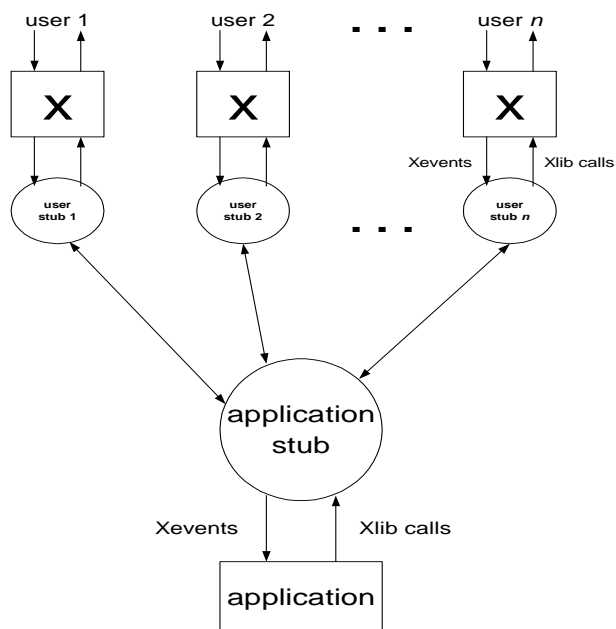 user 1
user 2
. . .
user n
X
X
X
Xevents
Xlib calls
user
stub 1
user
stub 2
. . .
user
stub n
application
stub
Xevents
Xlib calls
application